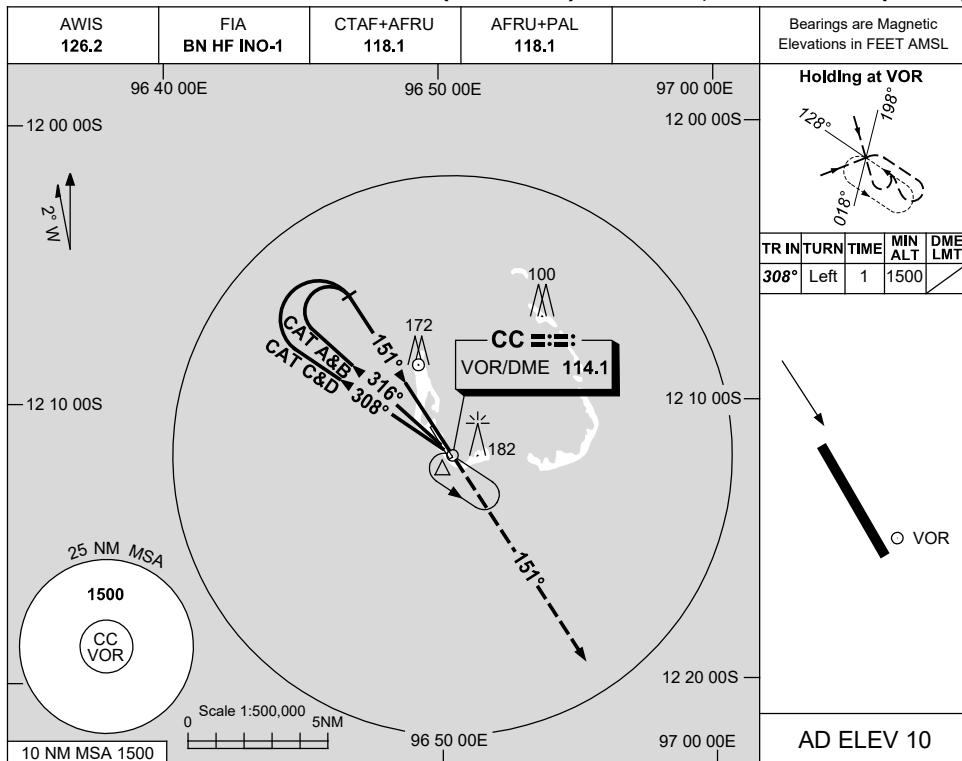 AWIS
126.2
FIA
BN HF INO-1
CTAF+AFRU
118.1
AFRU+PAL
118.1
Bearings are Magnetic
Elevations in FEET AMSL
96 40 00E
96 50 00E
97 00 00E
12 00 00S
12 00 00S
2° W
Holding at VOR
128°
198°
018°
TR IN TURN TIME MIN ALT DME LMT
308° Left 1 1500
100
172
CC
VOR/DME 114.1
151°
CAT A&B 316°
CAT C&D 308°
12 10 00S
12 10 00S
182
VOR
151°
25 NM MSA
1500
CC
VOR
12 20 00S
Scale 1:500,000
0 5NM
10 NM MSA 1500
96 50 00E
97 00 00E
AD ELEV 10